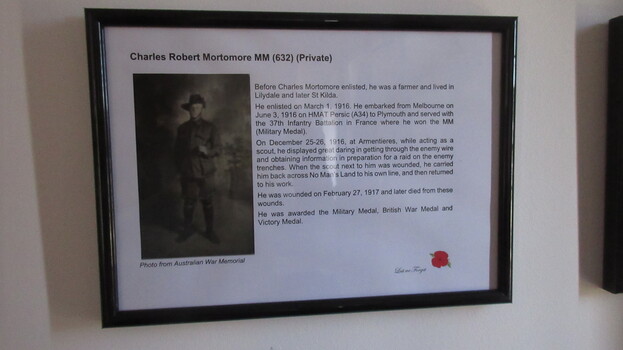 Charles Robert Mortomore MM (632) (Private)
Before Charles Mortomore enlisted, he was a farmer and lived in
Lilydale and later St Kilda.
He enlisted on March 1, 1916. He embarked from Melbourne on
June 3, 1916 on HMAT Persic (A34) to Plymouth and served with
the 37th Infantry Battalion in France where he won the MM
(Military Medal).
On December 25-26, 1916, at Armentieres, while acting as a
scout, he displayed great daring in getting through the enemy wire
and obtaining information in preparation for a raid on the enemy
trenches. When the scout next to him was wounded, he carried
him back across No Man's Land to his own line, and then returned
to his work.
He was wounded on February 27, 1917 and later died from these
wounds.
He was awarded the Military Medal, British War Medal and
Victory Medal.
Photo from Australian War Memorial
Lest we Forget